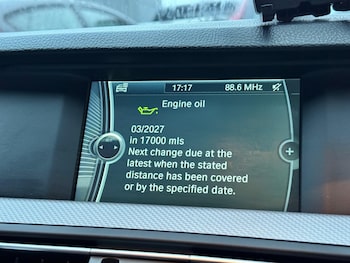 17:17 88.6 MHz
Engine oil
03/2027
in 17000 mls
Next change due at the
latest when the stated
distance has been covered
or by the specified date.